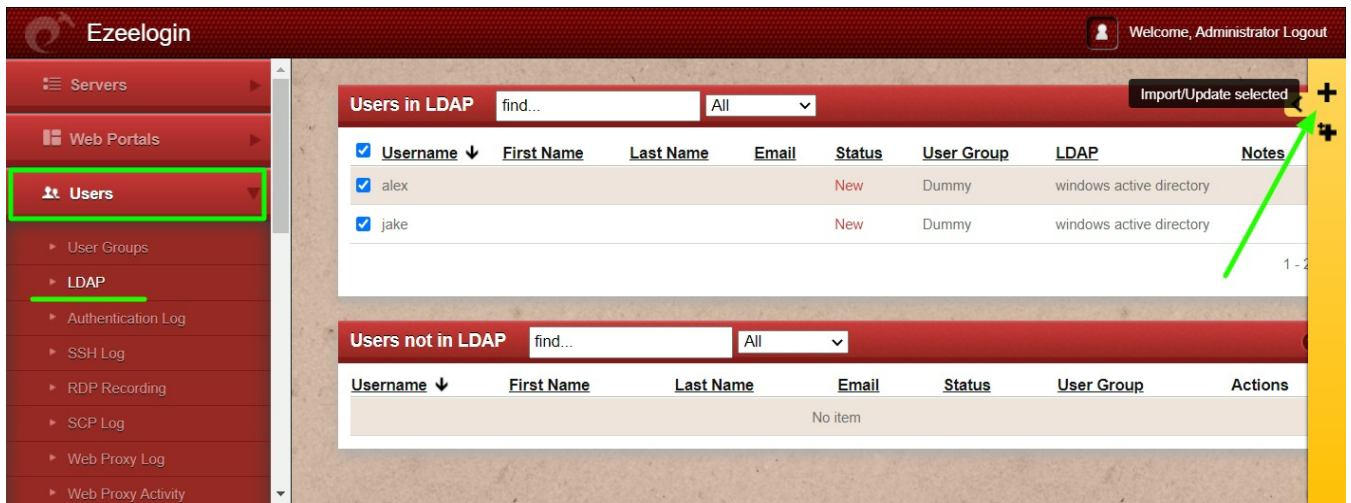 Ezeelogin
Welcome, Administrator Logout
Servers
Web Portals
Users
User Groups
LDAP
Authentication Log
SSH Log
RDP Recording
SCP Log
Web Proxy Log
Web Proxy Activity
Import/Update selected
Users in LDAP find... All
Username First Name Last Name Email Status User Group LDAP Notes
alex New Dummy windows active directory
jake New Dummy windows active directory
1 - 2
Users not in LDAP find... All
Username First Name Last Name Email Status User Group Actions
No item